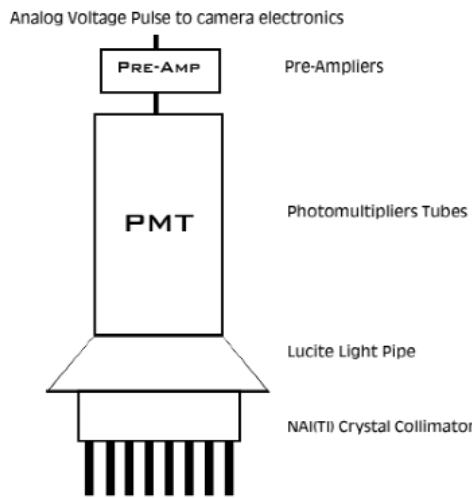 Analog Voltage Pulse to camera electronics
PRE-AMP
Pre-Ampliers
PMT
Photomultipliers Tubes
Lucite Light Pipe
NAI(Tl) Crystal Collimator